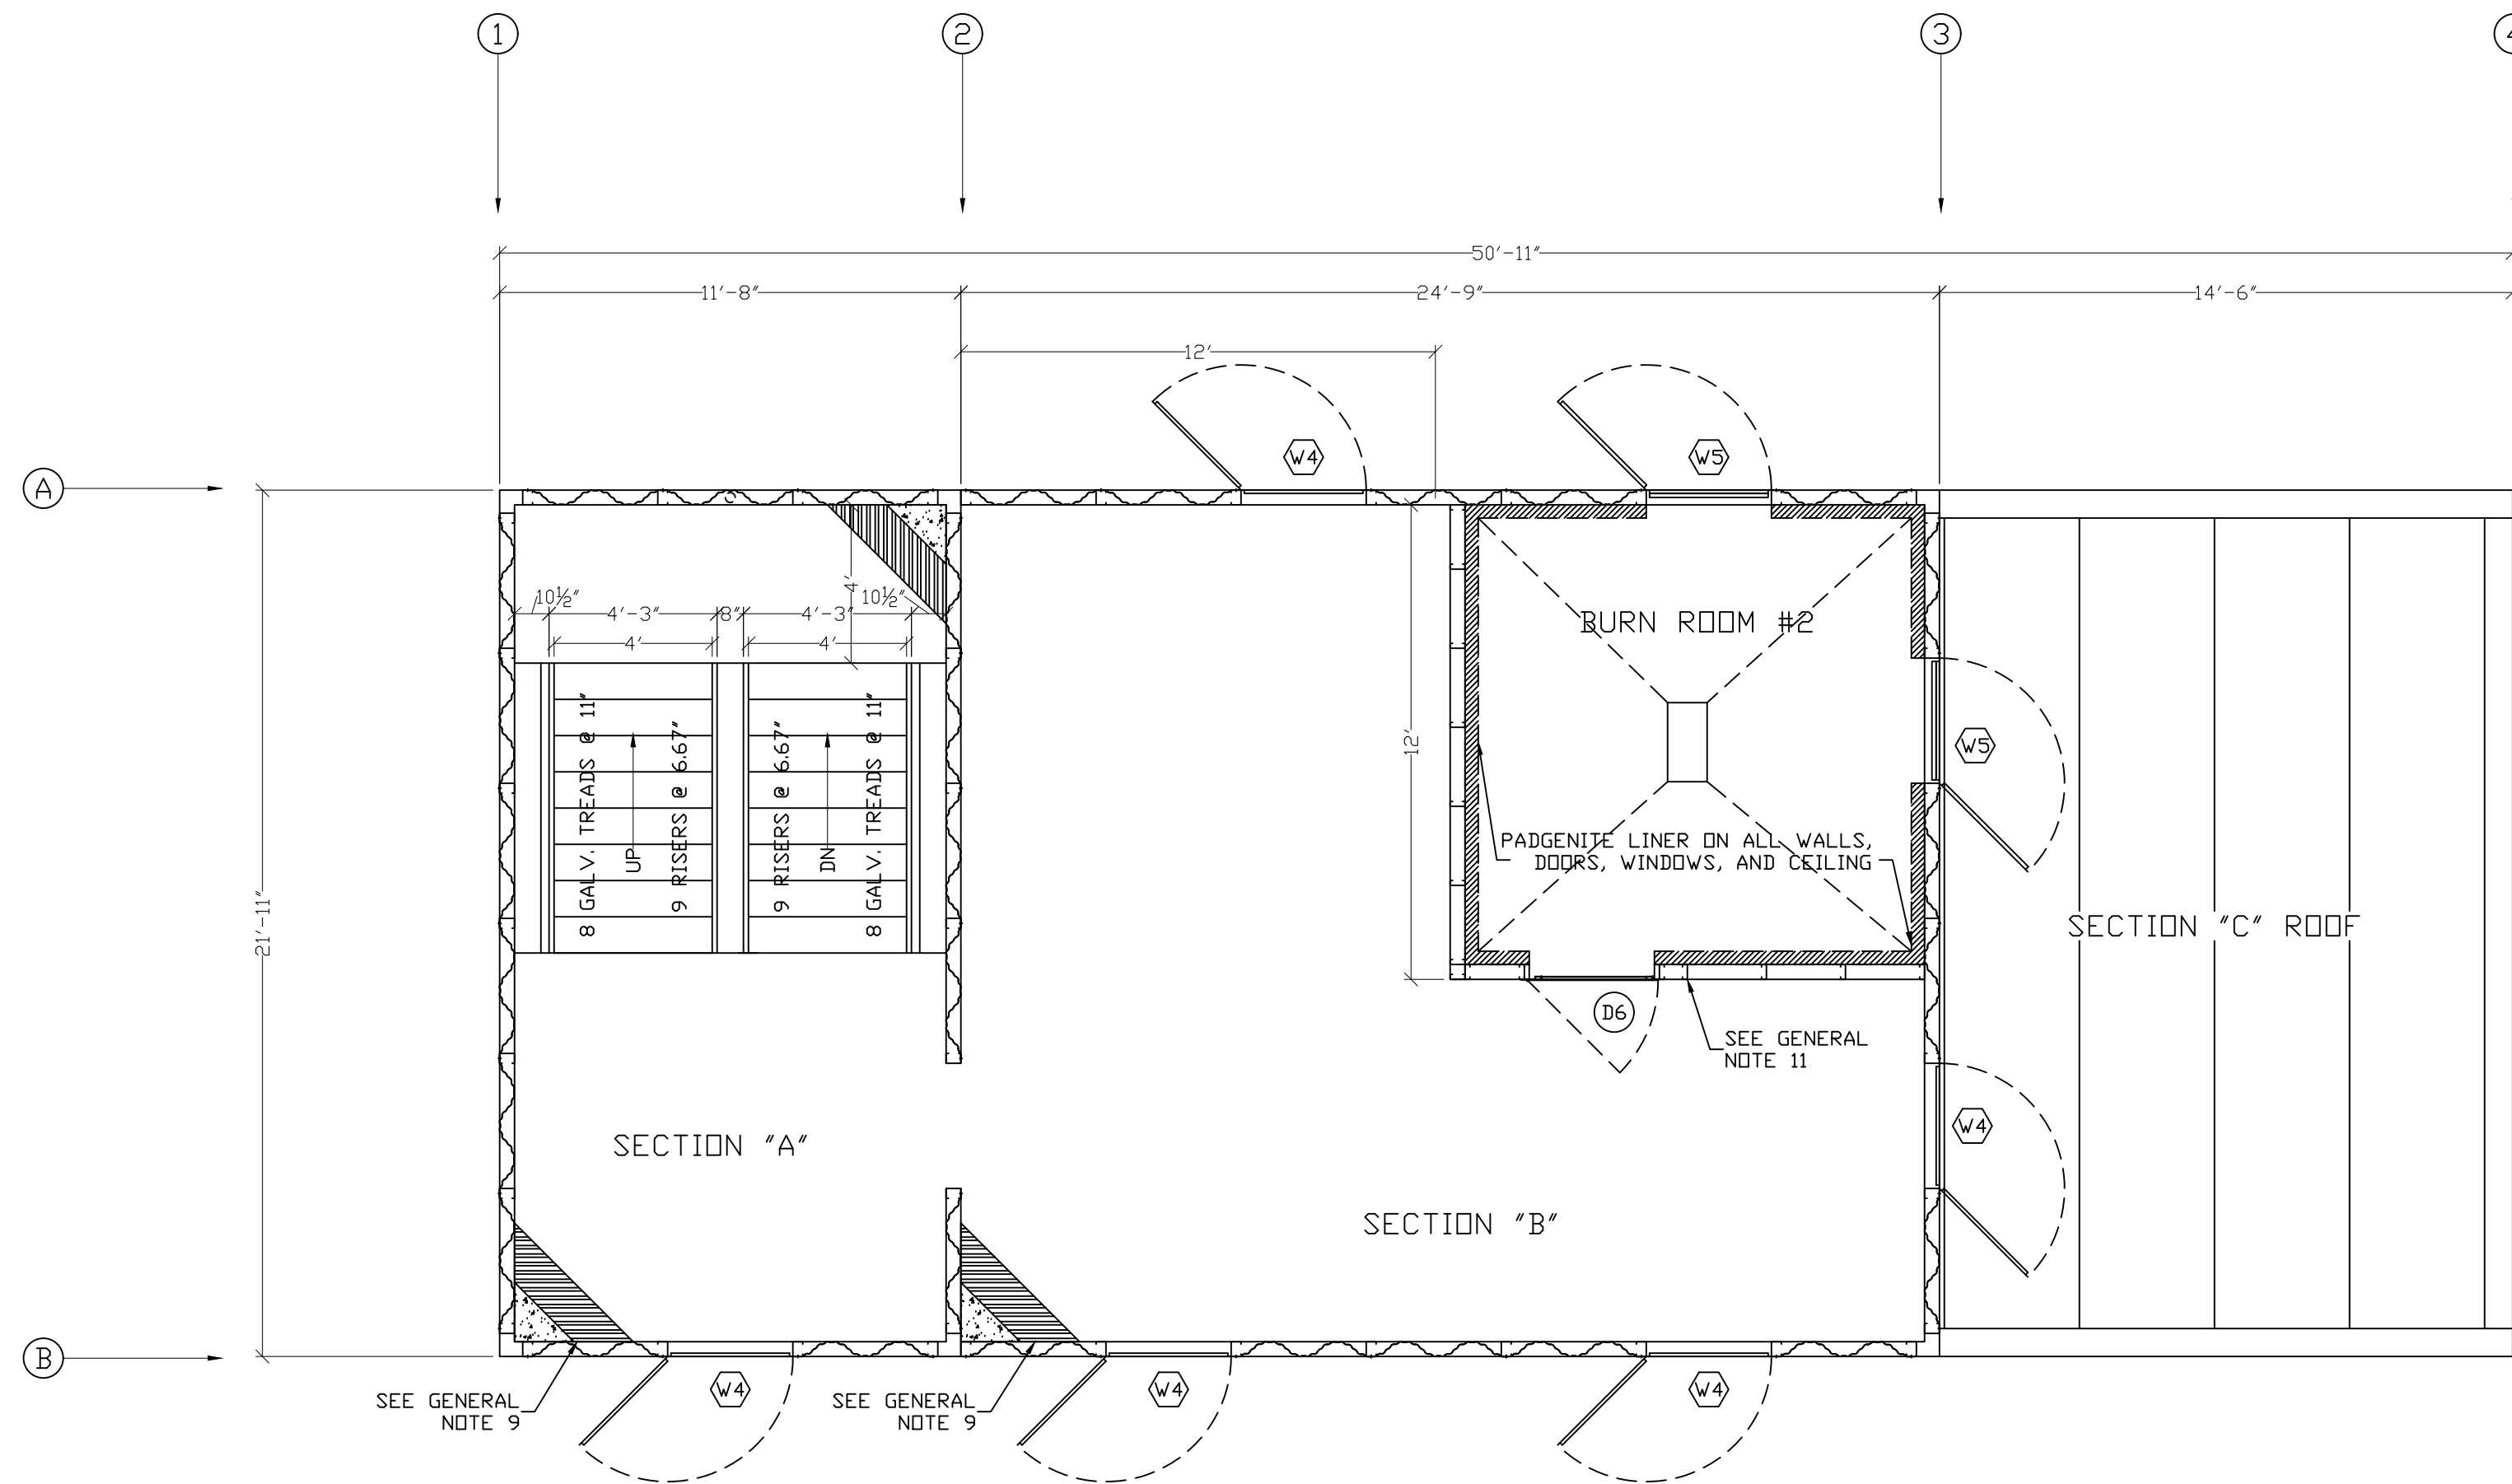 1
2
3
4
50'-11"
11'-8"
24'-9"
14'-6"
12'
W4
W5
A
4'
10½"
4'-3"
8"
4'-3"
10½"
4'
4'
BURN ROOM #2
8 GALV. TREADS @ 11"
UP
9 RISERS @ 6.67"
9 RISERS @ 6.67"
DN
8 GALV. TREADS @ 11"
12'
W5
PADGENITE LINER ON ALL WALLS,
DOORS, WINDOWS, AND CEILING
21'-11"
SECTION "C" ROOF
D6
SEE GENERAL
NOTE 11
W4
SECTION "A"
SECTION "B"
B
SEE GENERAL
NOTE 9
W4
SEE GENERAL
NOTE 9
W4
W4